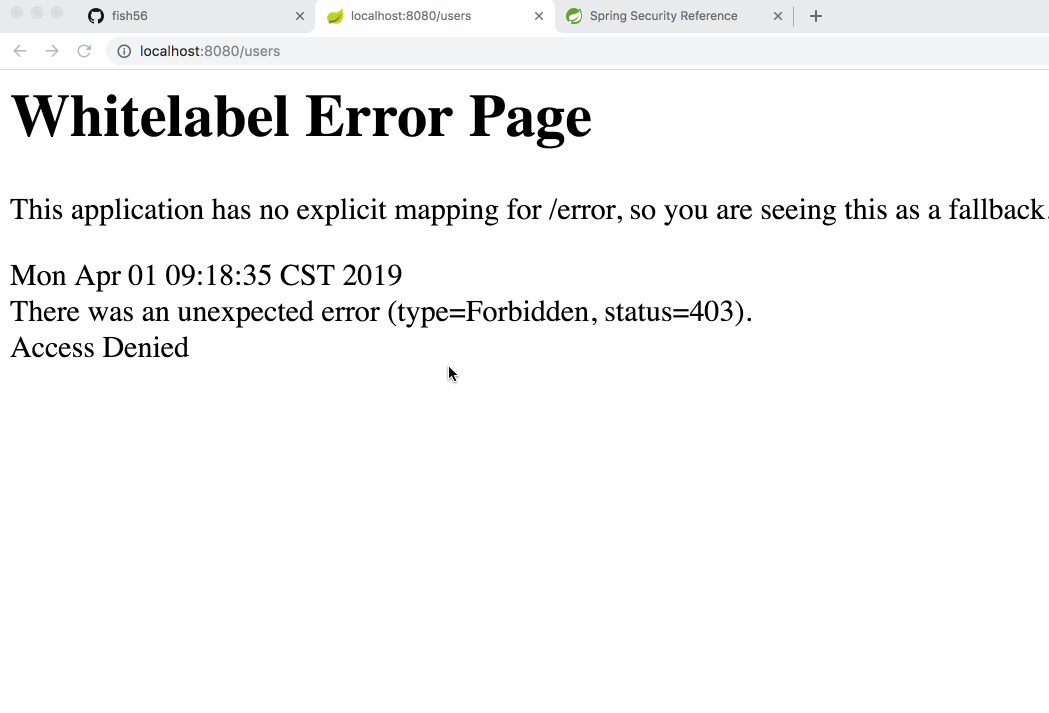 fish56
localhost:8080/users
Spring Security Reference
localhost:8080/users
Whitelabel Error Page
This application has no explicit mapping for /error, so you are seeing this as a fallback.
Mon Apr 01 09:18:35 CST 2019
There was an unexpected error (type=Forbidden, status=403).
Access Denied